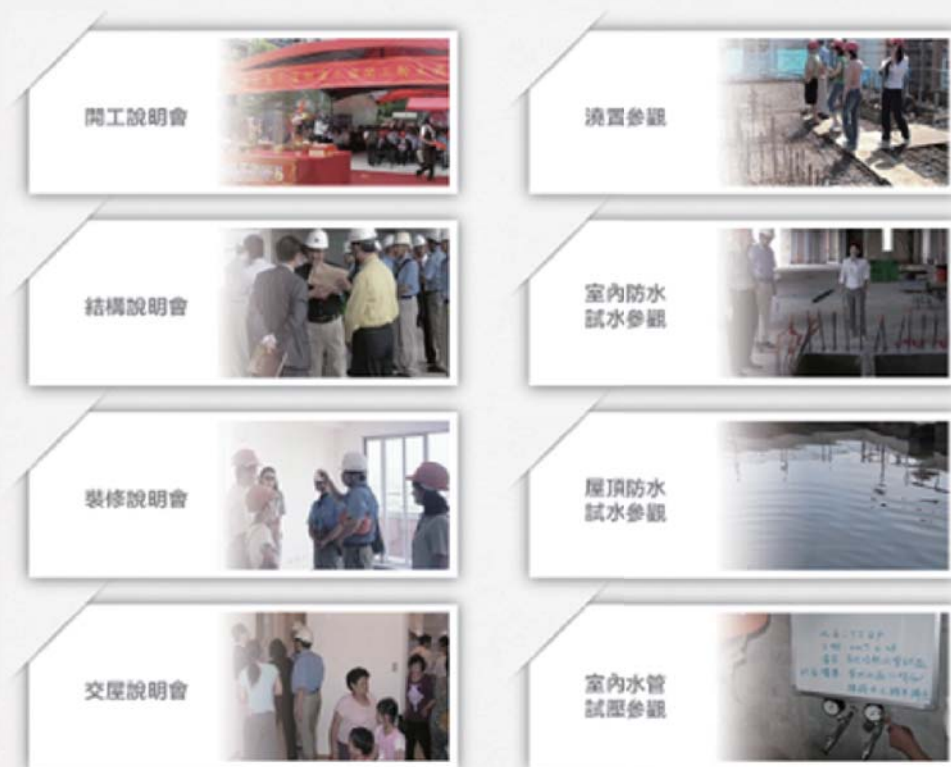 開工說明會
澆置參觀
結構說明會
室內防水
試水參觀
裝修說明會
屋頂防水
試水參觀
交屋說明會
室內水管
試壓參觀